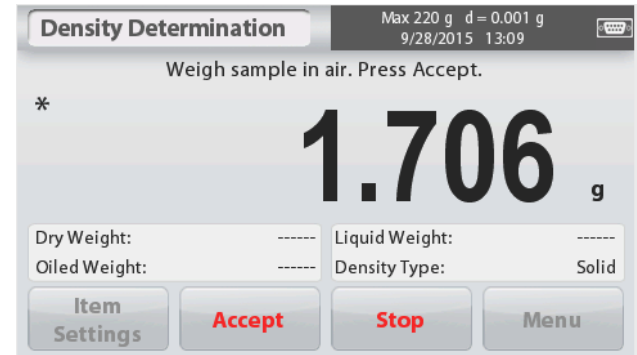 Density Determination
Max 220 g d = 0.001 g
9/28/2015 13:09
Weigh sample in air. Press Accept.
*
1.706 g
Dry Weight: ------ Liquid Weight: ------
Oiled Weight: ------ Density Type: Solid
Item
Settings
Accept
Stop
Menu